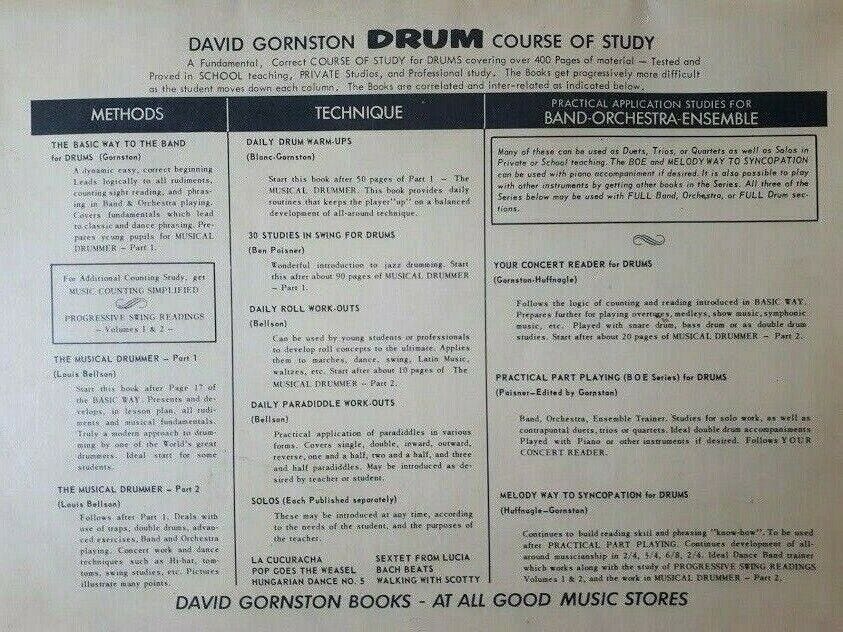 DAVID GORNSTON DRUM COURSE OF STUDY
A Fundamental, Correct COURSE OF STUDY for DRUMS covering over 400 Pages of material — Tested and
Proved in SCHOOL teaching, PRIVATE Studios, and Professional study. The Books get progressively more difficult
as the student moves down each column. The Books are correlated and inter-related as indicated below.
METHODS
THE BASIC WAY TO THE BAND
for DRUMS (Gornston)
A dynamic easy, correct beginning
Leads logically to all rudiments,
counting sight reading, and phras-
ing in Band & Orchestra playing.
Covers fundamentals which lead
to classic and dance phrasing. Pre-
pares young pupils for MUSICAL
DRUMMER — Part 1.
For Additional Counting Study, get
MUSIC COUNTING SIMPLIFIED
PROGRESSIVE SWING READINGS
— Volumes 1 & 2 —
THE MUSICAL DRUMMER — Part 1
(Louis Bellson)
Start this book after Page 17 of
the BASIC WAY. Presents and de-
velops, in lesson plan, all rudi-
ments and musical fundamentals.
Truly a modern approach to drum-
ming by one of the World's great
drummers. Ideal start for some
students.
THE MUSICAL DRUMMER — Part 2
(Louis Bellson)
Follows after Part 1. Deals with
use of traps, double drums, advan-
ced exercises, Band and Orchestra
playing. Concert work and dance
techniques such as Hi-hat, tom-
toms, swing studies, etc. Pictures
illustrate many points.
TECHNIQUE
DAILY DRUM WARM-UPS
(Blanc-Gornston)
Start this book after 50 pages of Part 1 — The
MUSICAL DRUMMER. This book provides daily
routines that keeps the player "up" on a balanced
development of all-around technique.
30 STUDIES IN SWING FOR DRUMS
(Ben Poisner)
Wonderful introduction to jazz drumming. Start
this after about 90 pages of MUSICAL DRUMMER
— Part 1.
DAILY ROLL WORK-OUTS
(Bellson)
Can be used by young students or professionals
to develop roll concepts to the ultimate. Applies
them to marches, dance, swing, Latin Music,
waltzes, etc. Start after about 10 pages of The
MUSICAL DRUMMER — Part 2.
DAILY PARADIDDLE WORK-OUTS
(Bellson)
Practical application of paradiddles in various
forms. Covers single, double, inward, outward,
reverse, one and a half, two and a half, and three
and half paradiddles. May be introduced as de-
sired by teacher or student.
SOLOS (Each Published separately)
These may be introduced at any time, according
to the needs of the student, and the purposes of
the teacher.
LA CUCURACHA SEXTET FROM LUCIA
POP GOES THE WEASEL BACH BEATS
HUNGARIAN DANCE NO. 5 WALKING WITH SCOTTY
PRACTICAL APPLICATION STUDIES FOR
BAND-ORCHESTRA-ENSEMBLE
Many of these can be used as Duets, Trios, or Quartets as well as Solos in
Private or School teaching. The BOE and MELODY WAY TO SYNCOPATION
can be used with piano accompaniment if desired. It is also possible to play
with other instruments by getting other books in the Series. All three of the
Series below may be used with FULL Band, Orchestra, or FULL Drum sec-
tions.
YOUR CONCERT READER for DRUMS
(Gornston-Huffnagle)
Follows the logic of counting and reading introduced in BASIC WAY.
Prepares further for playing overtures, medleys, show music, symphonic
music, etc. Played with snare drum, bass drum or as double drum
studies. Start after about 20 pages of MUSICAL DRUMMER — Part 2.
PRACTICAL PART PLAYING (B O E Series) for DRUMS
(Poisner—Edited by Gornston)
Band, Orchestra, Ensemble Trainer. Studies for solo work, as well as
contrapuntal duets, trios or quartets. Ideal double drum accompaniments
Played with Piano or other instruments if desired. Follows YOUR
CONCERT READER.
MELODY WAY TO SYNCOPATION for DRUMS
(Huffnagle—Gornston)
Continues to build reading skill and phrasing "know-how". To be used
after PRACTICAL PART PLAYING. Continues development of all-
around musicianship in 2/4, 3/4, 6/8, 2/4. Ideal Dance Band trainer
which works along with the study of PROGRESSIVE SWING READINGS
Volumes 1 & 2, and the work in MUSICAL DRUMMER — Part 2.
DAVID GORNSTON BOOKS - AT ALL GOOD MUSIC STORES